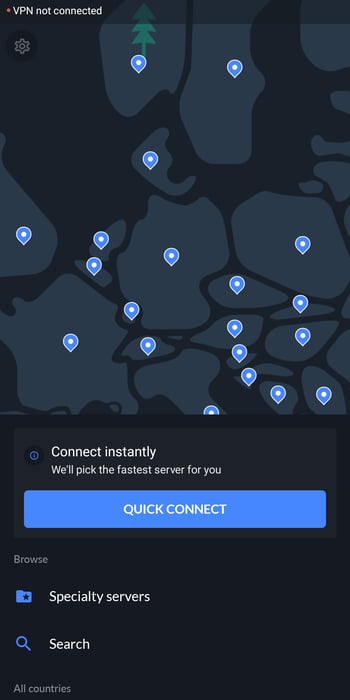 VPN not connected
Connect instantly
We'll pick the fastest server for you
QUICK CONNECT
Browse
Specialty servers
Search
All countries